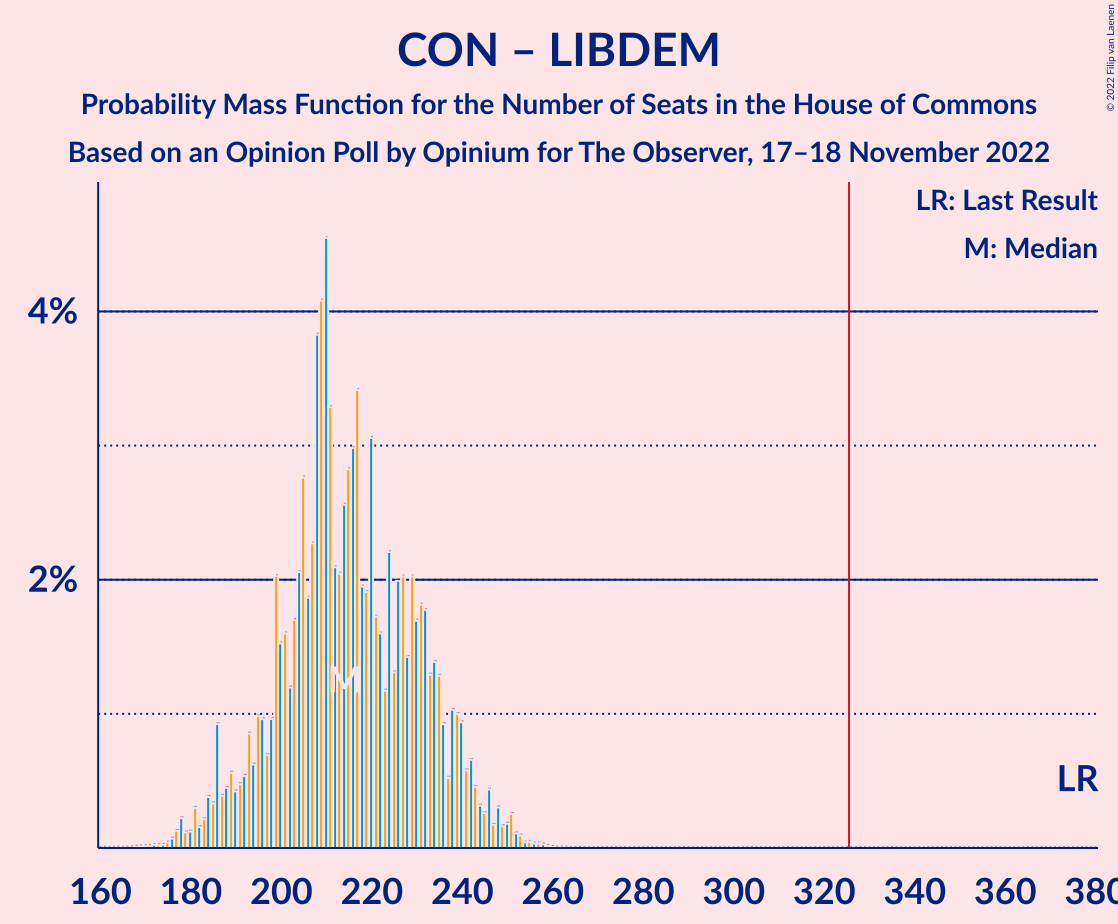 CON – LIBDEM
Probability Mass Function for the Number of Seats in the House of Commons
Based on an Opinion Poll by Opinium for The Observer, 17–18 November 2022
© 2022 Filip van Laenen
LR: Last Result
M: Median
4%
2%
M
LR
160 180 200 220 240 260 280 300 320 340 360 380